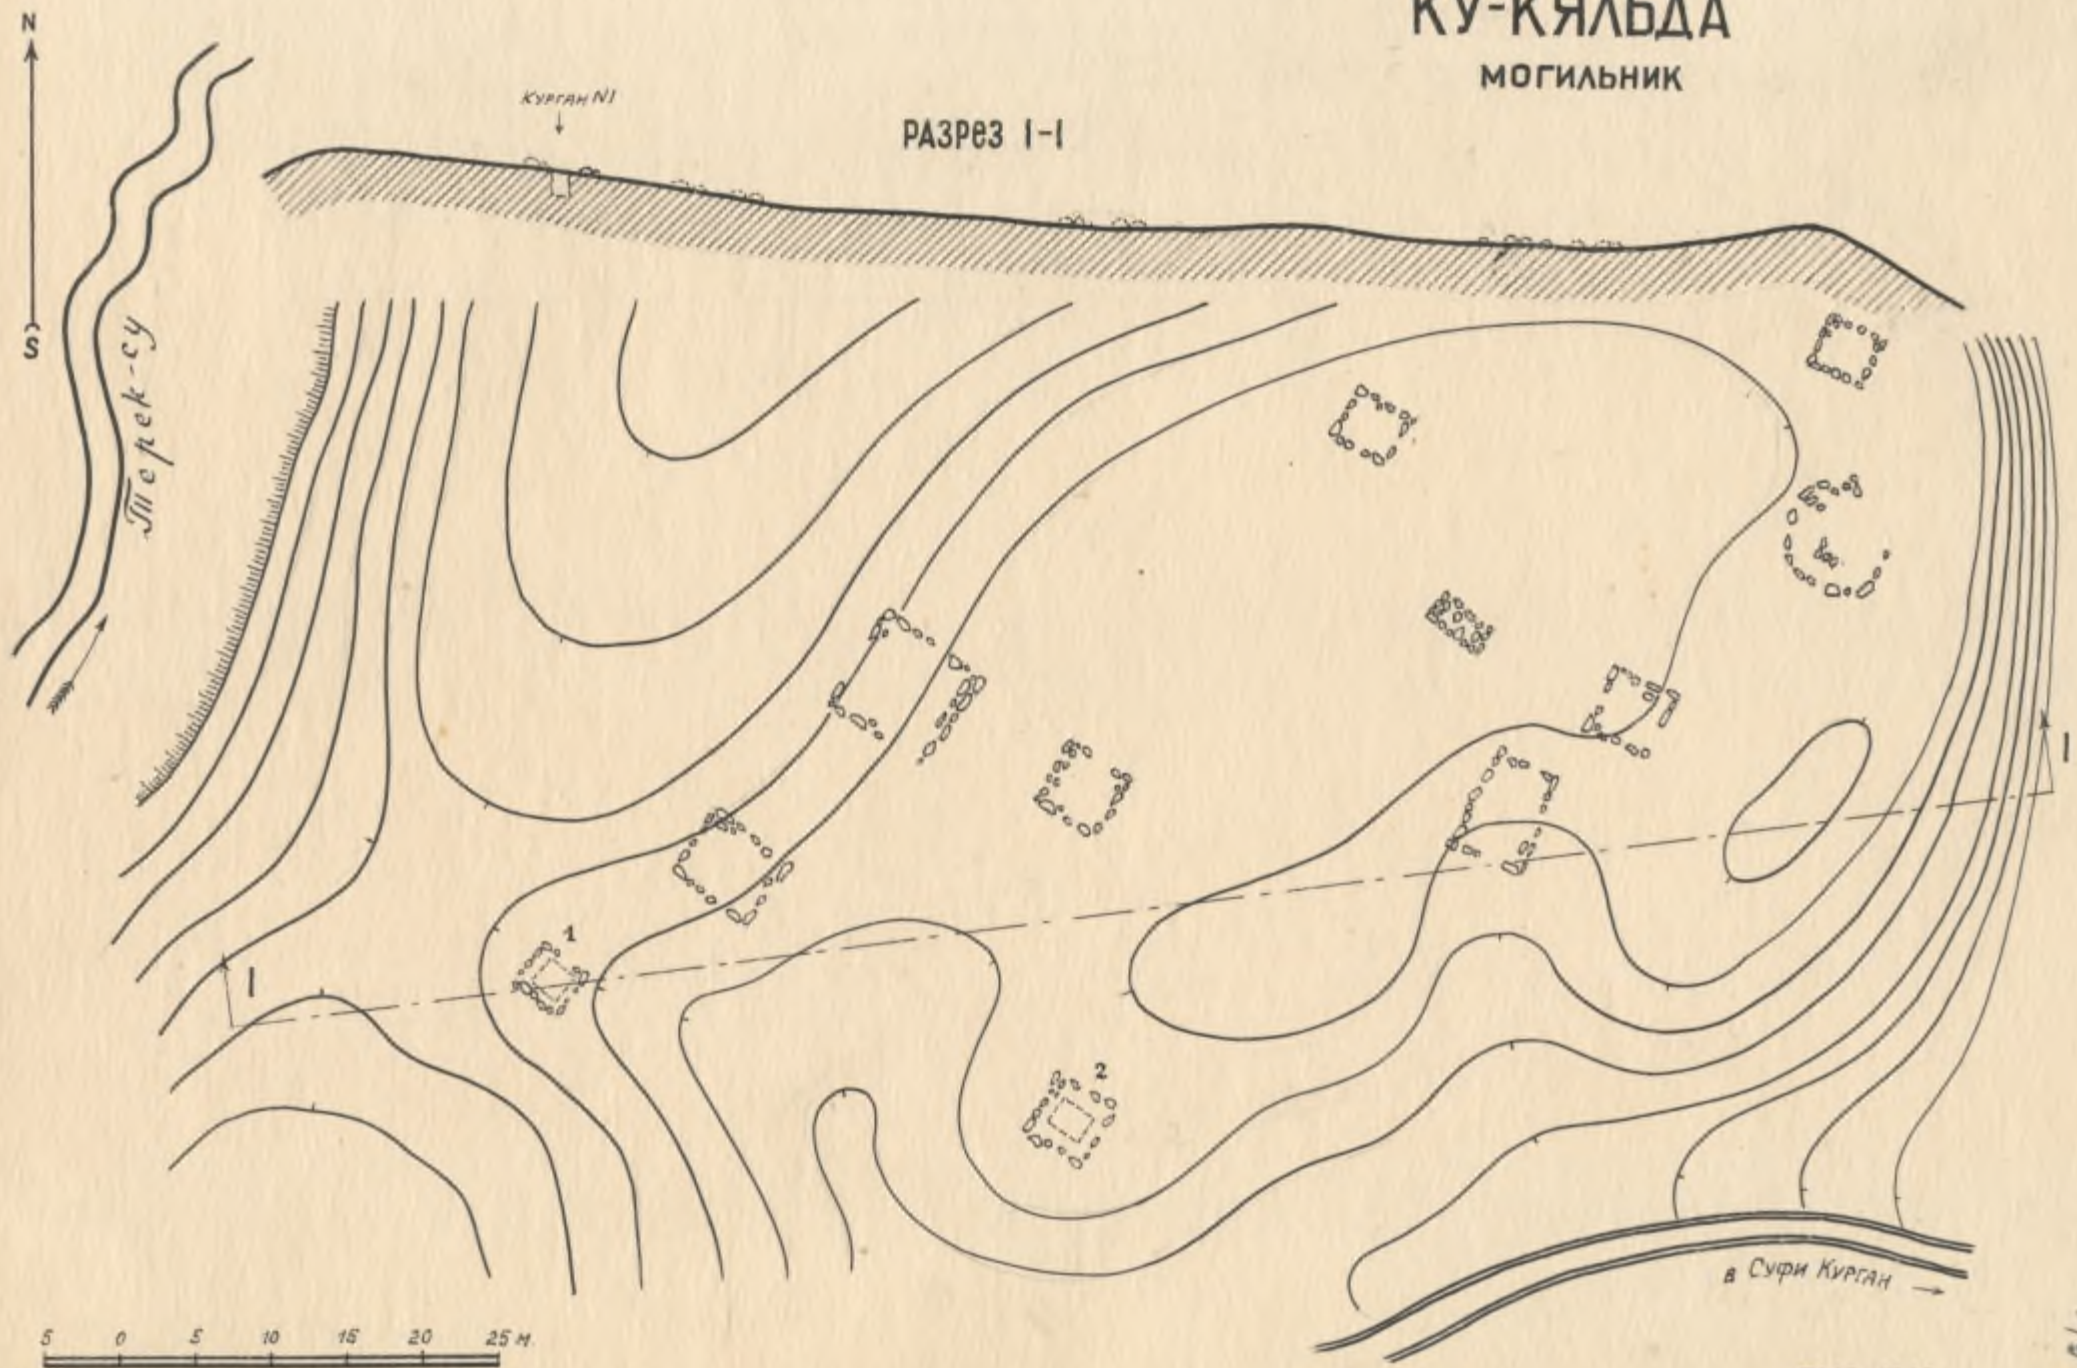 КУ-КЯЛЬДА
МОГИЛЬНИК
N
S
КУРГАН N1
РАЗРЕЗ I-I
Терек-су
I
I
1
2
в СУФИ КУРГАН
5 0 5 10 15 20 25 М.